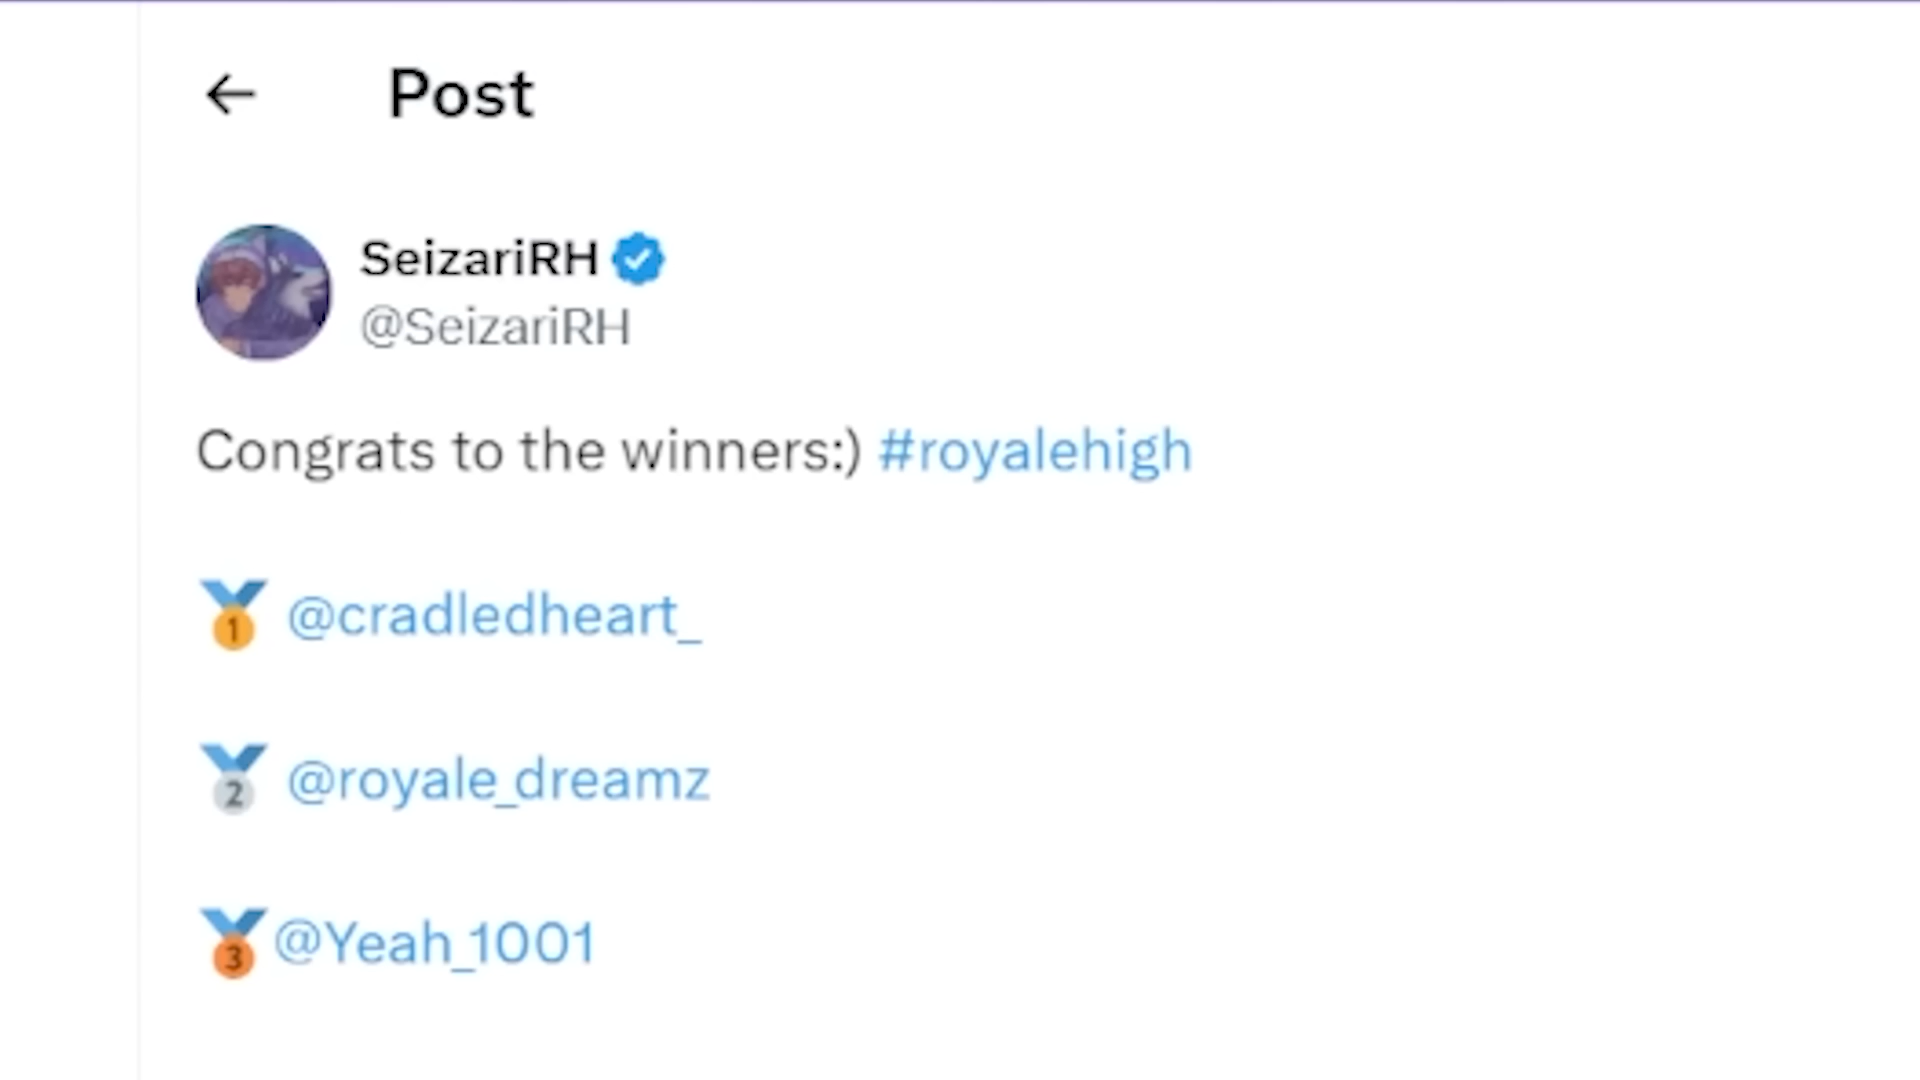 Post
SeizariRH
@SeizariRH
Congrats to the winners:) #royalehigh
🥇 @cradledheart_
🥈 @royale_dreamz
🥉@Yeah_1001